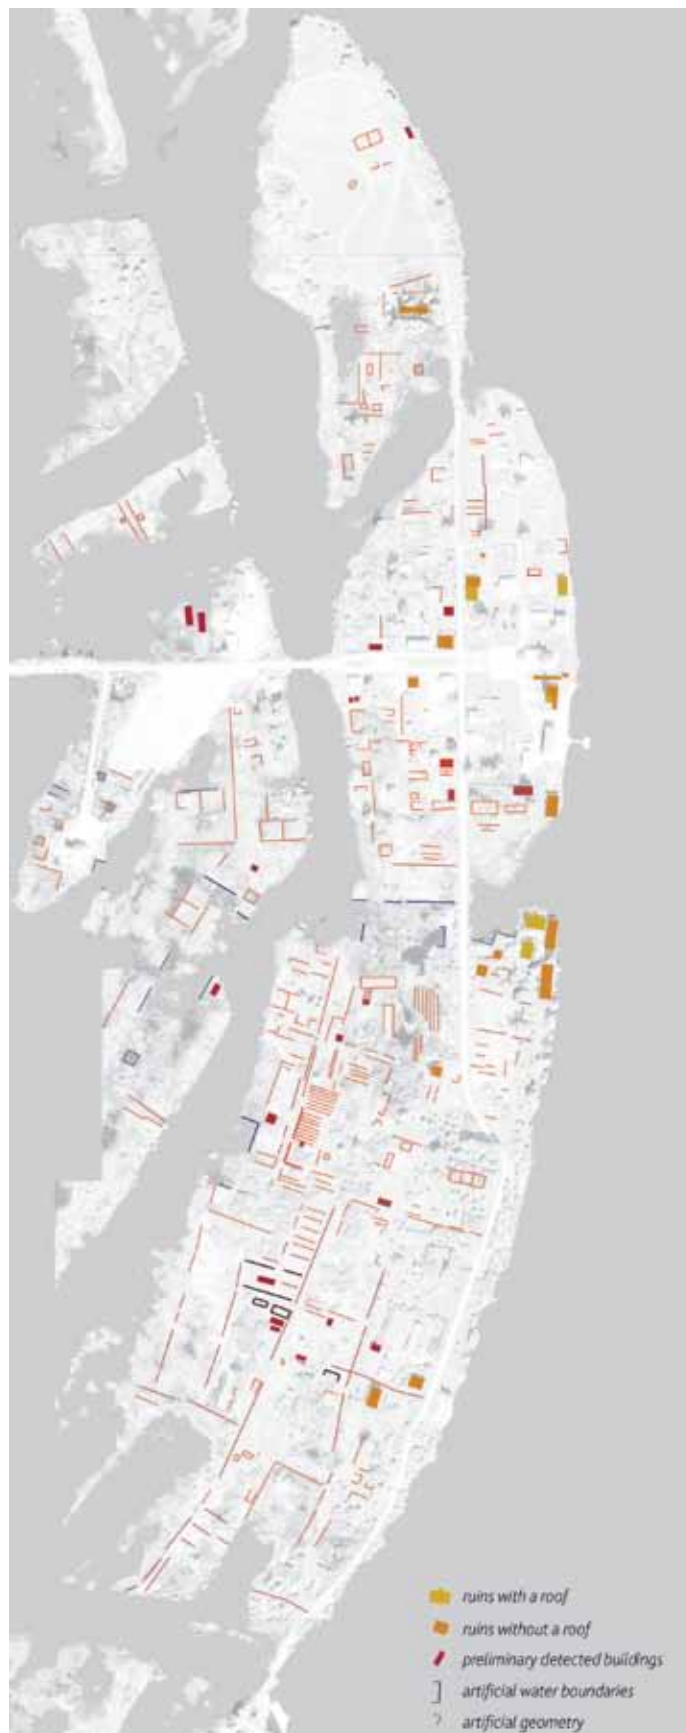 ruins with a roof
ruins without a roof
preliminary detected buildings
artificial water boundaries
artificial geometry